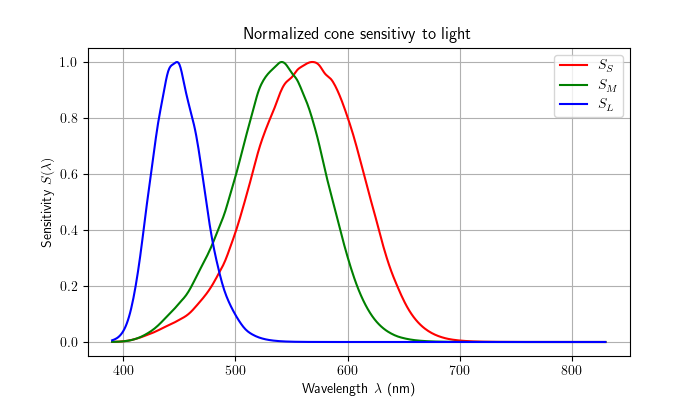 Normalized cone sensitivy to light
S_S
S_M
S_L
1.0
0.8
0.6
0.4
0.2
0.0
Sensitivity S(λ)
400 500 600 700 800
Wavelength λ (nm)